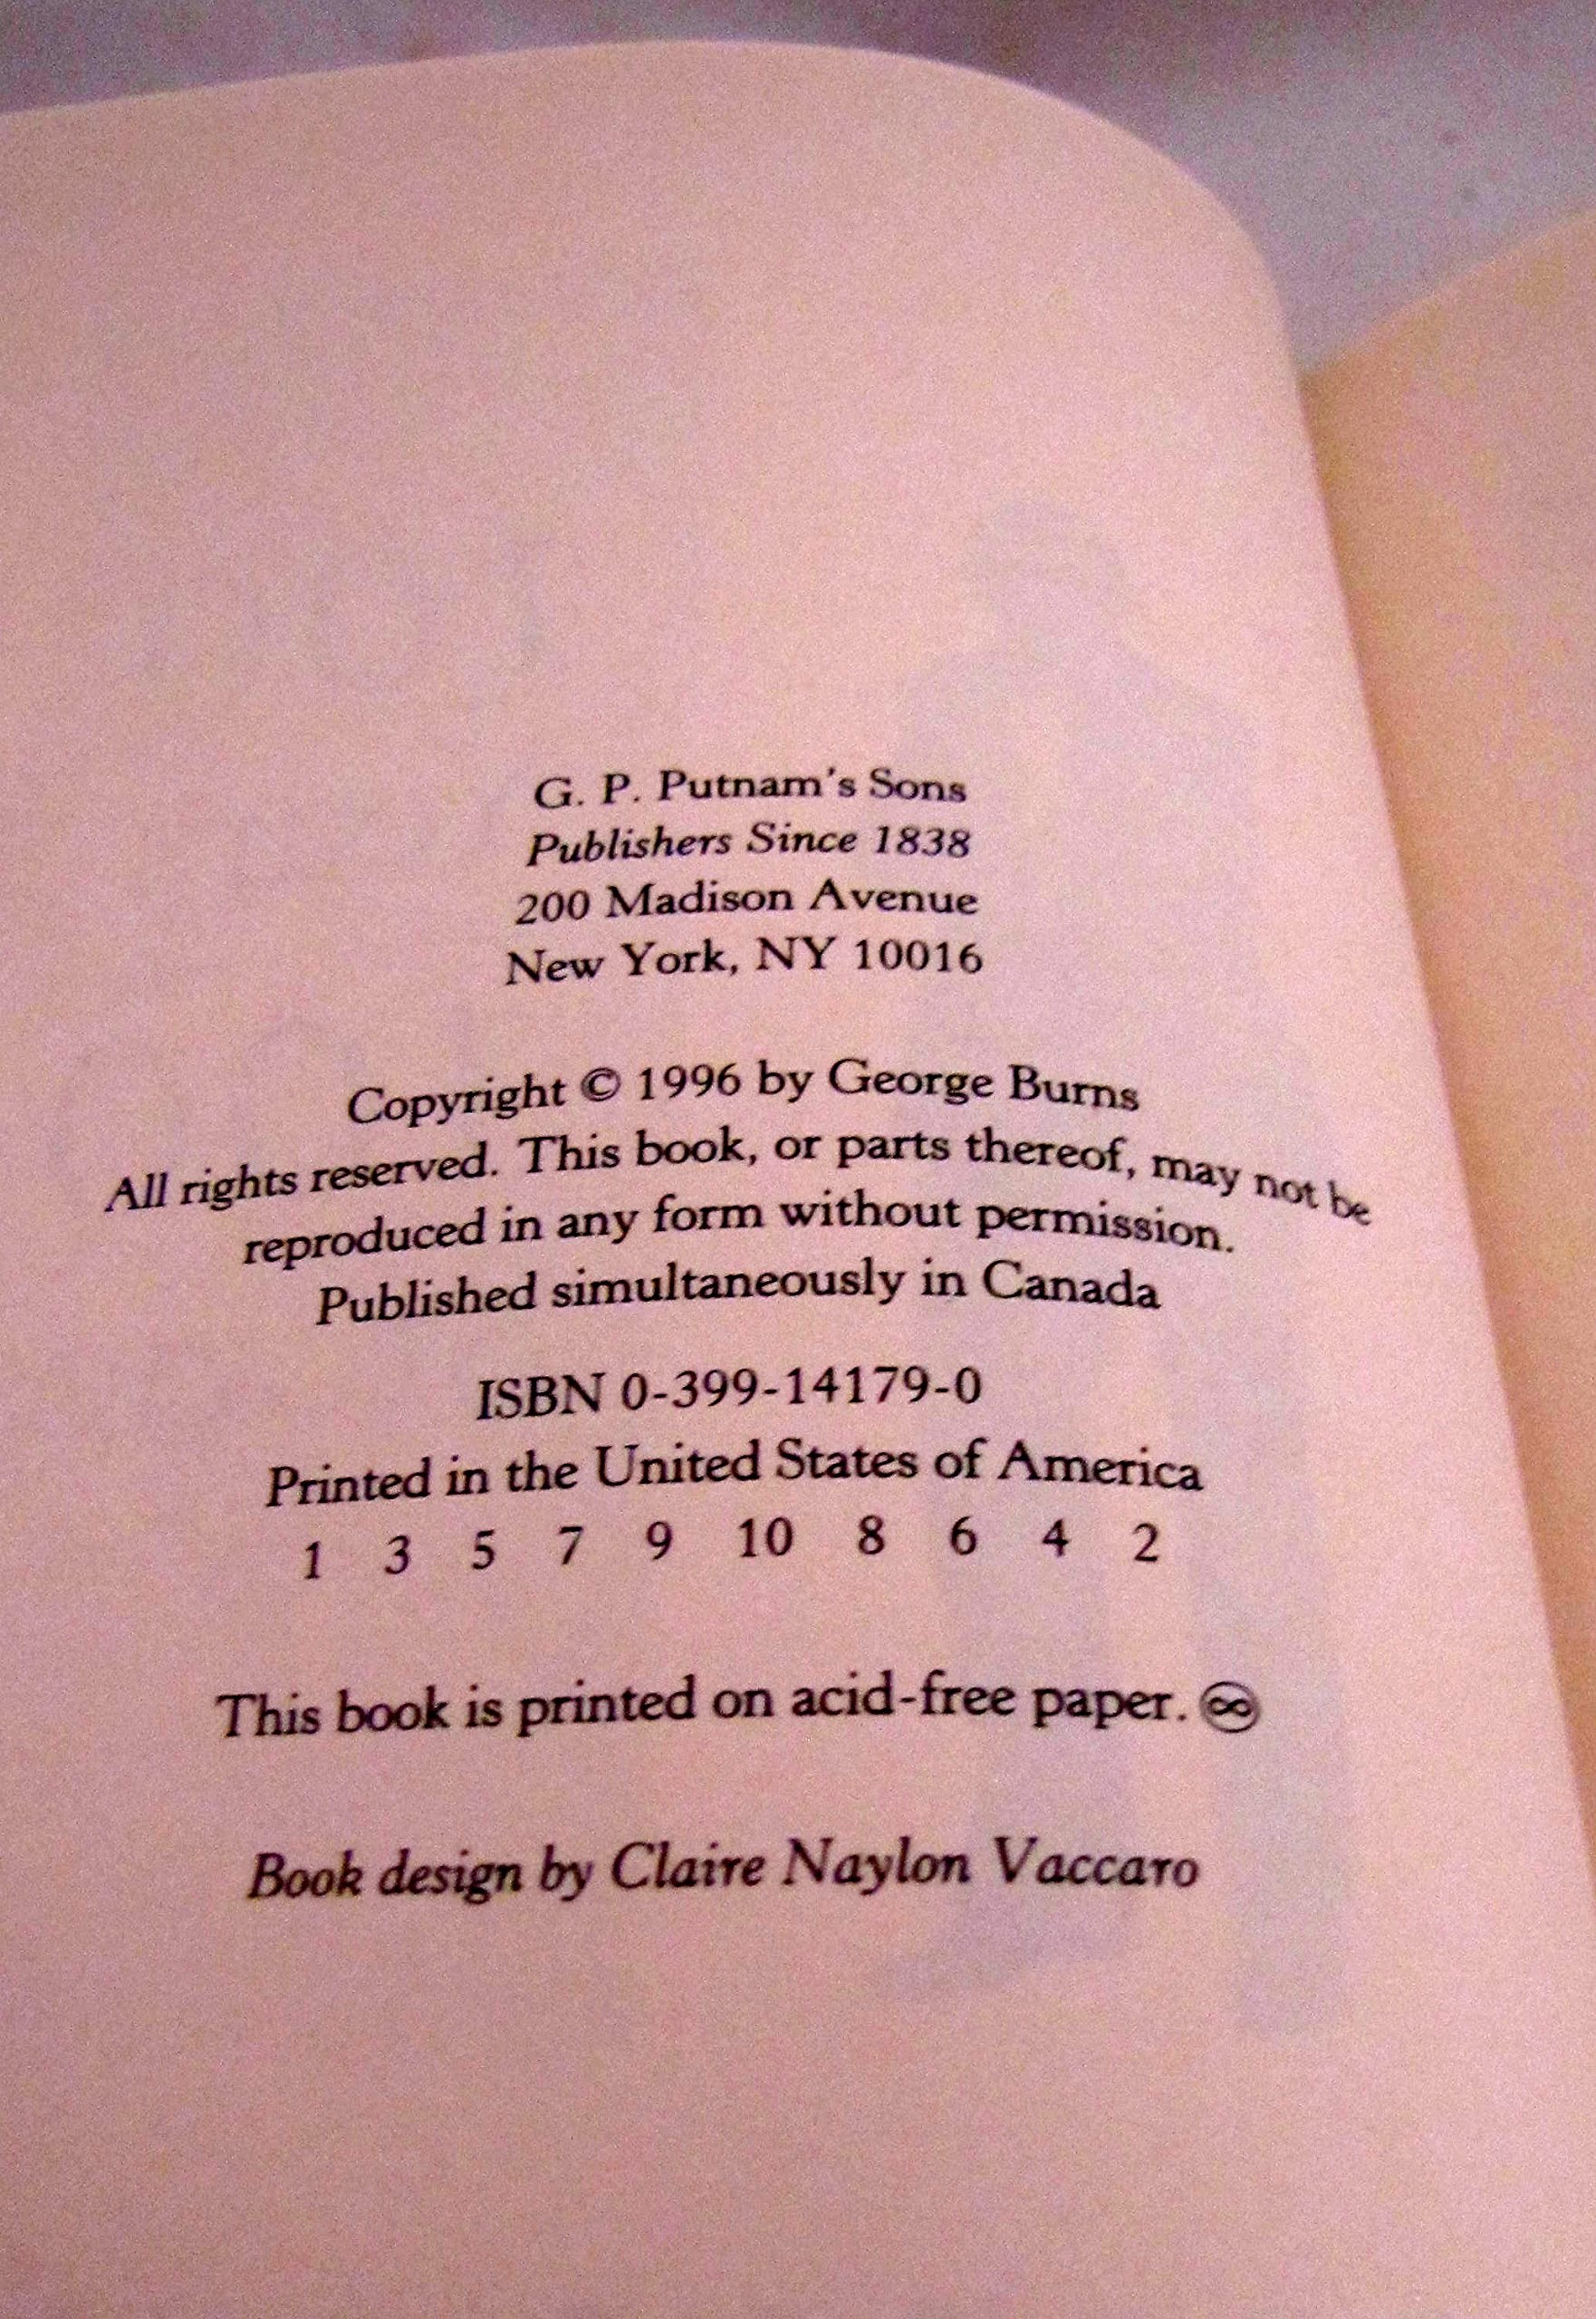 G. P. Putnam's Sons
Publishers Since 1838
200 Madison Avenue
New York, NY 10016
Copyright © 1996 by George Burns
All rights reserved. This book, or parts thereof, may not be
reproduced in any form without permission.
Published simultaneously in Canada
ISBN 0-399-14179-0
Printed in the United States of America
1 3 5 7 9 10 8 6 4 2
This book is printed on acid-free paper. ♾
Book design by Claire Naylon Vaccaro